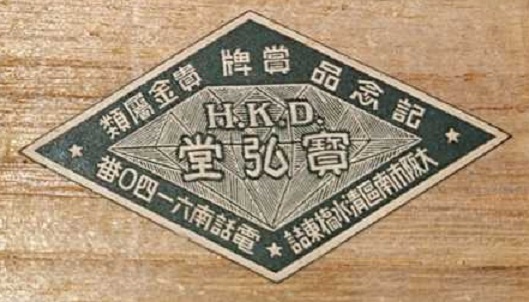 記念品 賞牌 貴金屬類
H.K.D.
寶弘堂
大阪市南區清水橋東詰
電話南六一四〇番